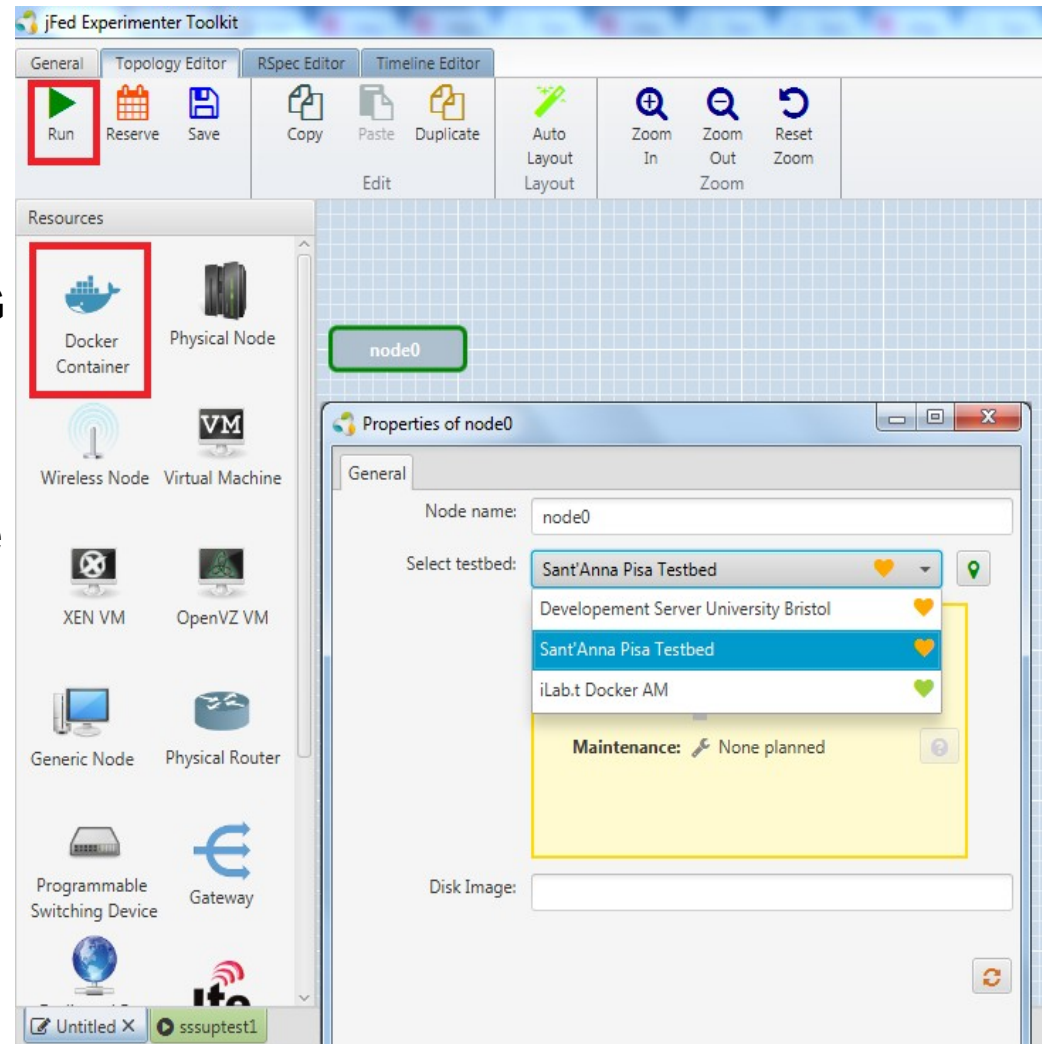 jFed Experimenter Toolkit
General Topology Editor RSpec Editor Timeline Editor
Run Reserve Save Copy Paste Duplicate Auto Layout Zoom In Zoom Out Reset Zoom
Edit Layout Zoom
Resources
Docker Container
Physical Node
Wireless Node
VM
Virtual Machine
XEN VM
OpenVZ VM
Generic Node
Physical Router
Programmable Switching Device
Gateway
lte
Untitled X
sssuptest1
node0
Properties of node0
General
Node name: node0
Select testbed: Sant'Anna Pisa Testbed
Developement Server University Bristol
Sant'Anna Pisa Testbed
iLab.t Docker AM
Maintenance: None planned
Disk Image: